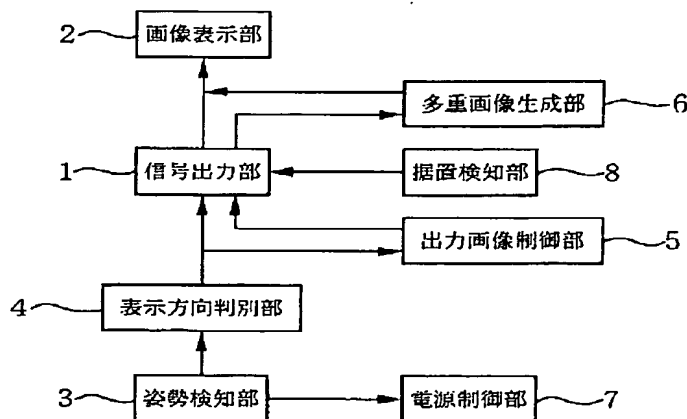 2 画像表示部
多重画像生成部 6
1 信号出力部
据置検知部 8
出力画像制御部 5
4 表示方向判別部
3 姿勢検知部
電源制御部 7